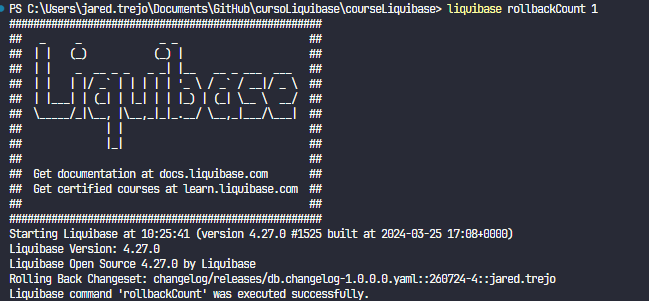 PS C:\Users\jared.trejo\Documents\GitHub\cursoLiquibase\courseLiquibase> liquibase rollbackCount 1
####################################################
##   _     _             _ _                      ##
##  | |   (_)           (_) |                     ##
##  | |    _  __ _ _   _ _| |__   __ _ ___  ___   ##
##  | |   | |/ _` | | | | | '_ \ / _` / __|/ _ \  ##
##  | |___| | (_| | |_| | | |_) | (_| \__ \  __/  ##
##  \_____/_|\__, |\__,_|_|_.__/ \__,_|___/\___|  ##
##              | |                               ##
##              |_|                               ##
##                                                ##
##  Get documentation at docs.liquibase.com       ##
##  Get certified courses at learn.liquibase.com  ##
##                                                ##
####################################################
Starting Liquibase at 10:25:41 (version 4.27.0 #1525 built at 2024-03-25 17:08+0000)
Liquibase Version: 4.27.0
Liquibase Open Source 4.27.0 by Liquibase
Rolling Back Changeset: changelog/releases/db.changelog-1.0.0.0.yaml::260724-4::jared.trejo
Liquibase command 'rollbackCount' was executed successfully.